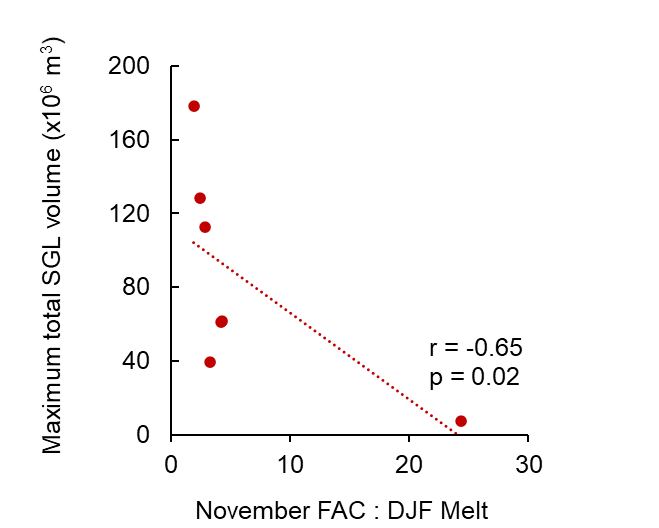 Maximum total SGL volume (x10⁶ m³)
200
160
120
80
40
0
r = -0.65
p = 0.02
0 10 20 30
November FAC : DJF Melt